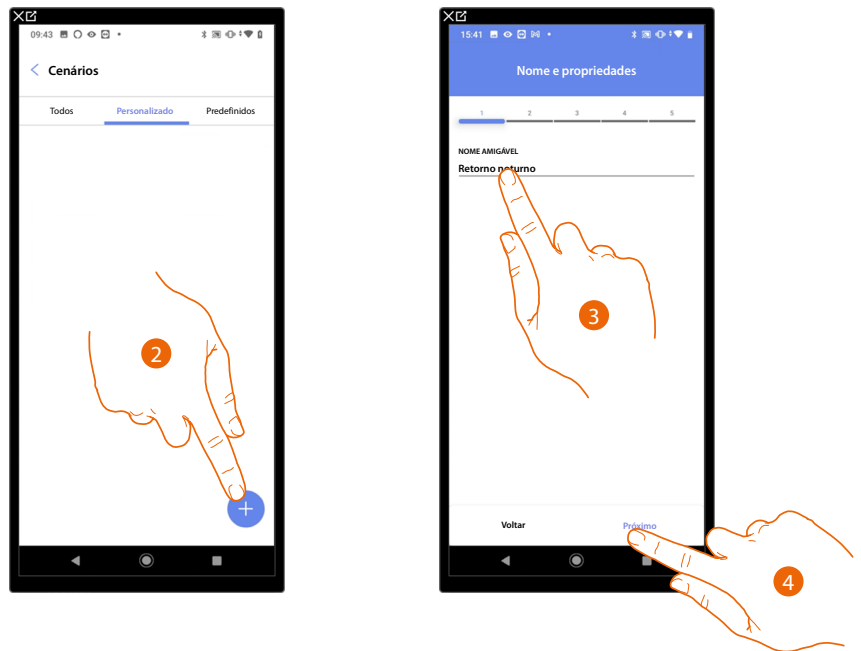 09:43
Cenários
Todos Personalizado Predefinidos
2
15:41
Nome e propriedades
1 2 3 4 5
NOME AMIGÁVEL
Retorno noturno
3
Voltar Próximo
4